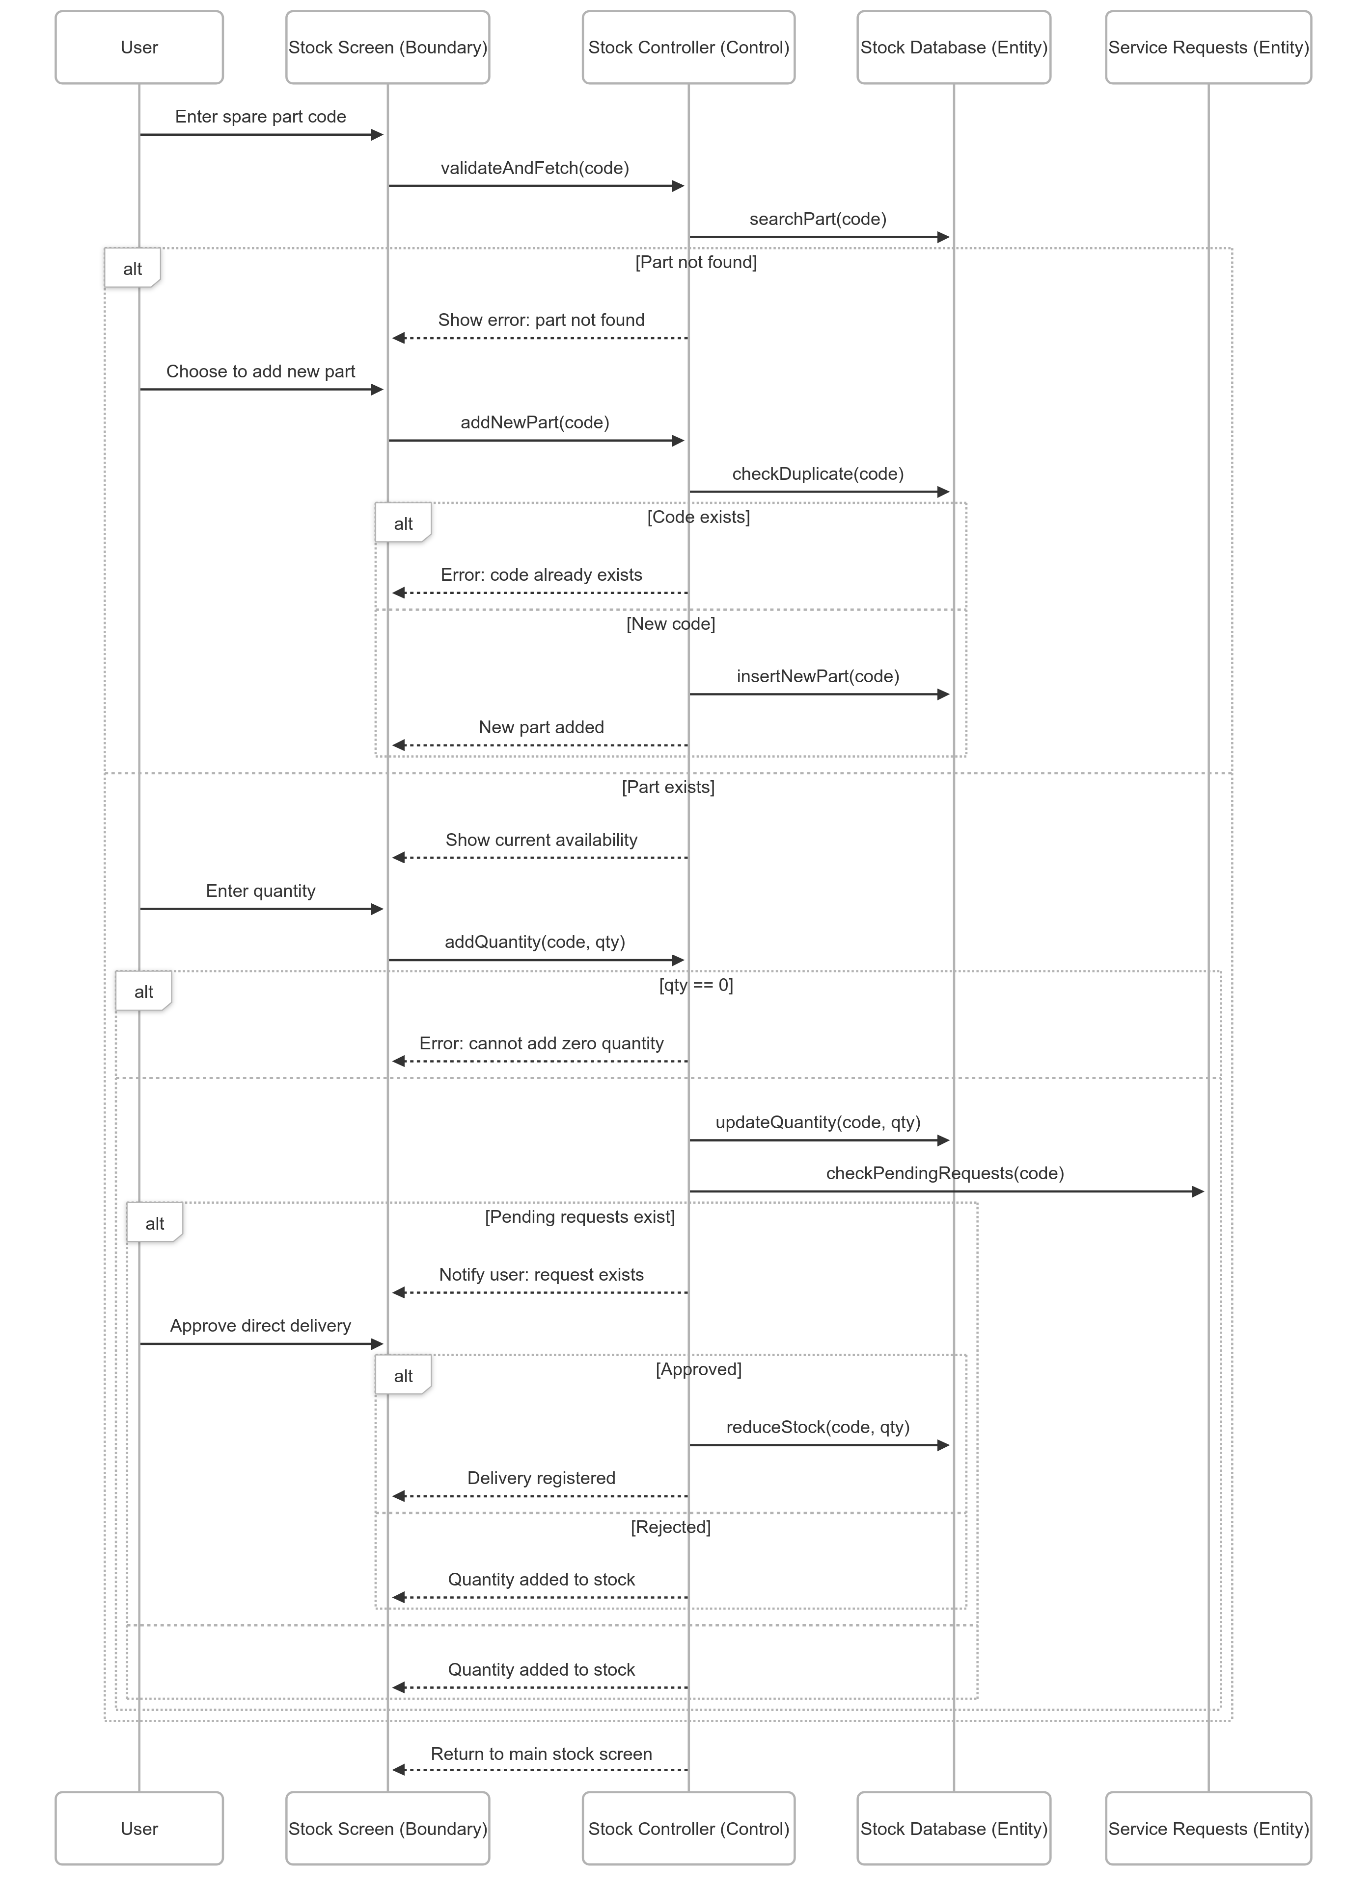 User
Stock Screen (Boundary)
Stock Controller (Control)
Stock Database (Entity)
Service Requests (Entity)
Enter spare part code
validateAndFetch(code)
searchPart(code)
alt
[Part not found]
Show error: part not found
Choose to add new part
addNewPart(code)
checkDuplicate(code)
alt
[Code exists]
Error: code already exists
[New code]
insertNewPart(code)
New part added
[Part exists]
Show current availability
Enter quantity
addQuantity(code, qty)
alt
[qty == 0]
Error: cannot add zero quantity
updateQuantity(code, qty)
checkPendingRequests(code)
alt
[Pending requests exist]
Notify user: request exists
Approve direct delivery
alt
[Approved]
reduceStock(code, qty)
Delivery registered
[Rejected]
Quantity added to stock
Quantity added to stock
Return to main stock screen
User
Stock Screen (Boundary)
Stock Controller (Control)
Stock Database (Entity)
Service Requests (Entity)